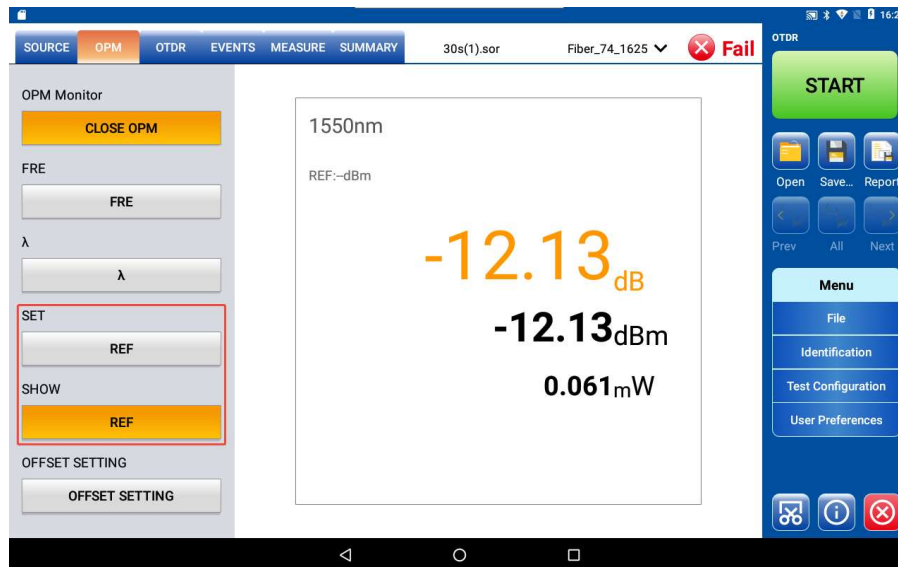 16:2
SOURCE OPM OTDR EVENTS MEASURE SUMMARY 30s(1).sor Fiber_74_1625 Fail
OPM Monitor
CLOSE OPM
FRE
FRE
λ
λ
SET
REF
SHOW
REF
OFFSET SETTING
OFFSET SETTING
1550nm
REF:--dBm
-12.13dB
-12.13dBm
0.061mW
OTDR
START
Open Save... Report
Prev All Next
Menu
File
Identification
Test Configuration
User Preferences